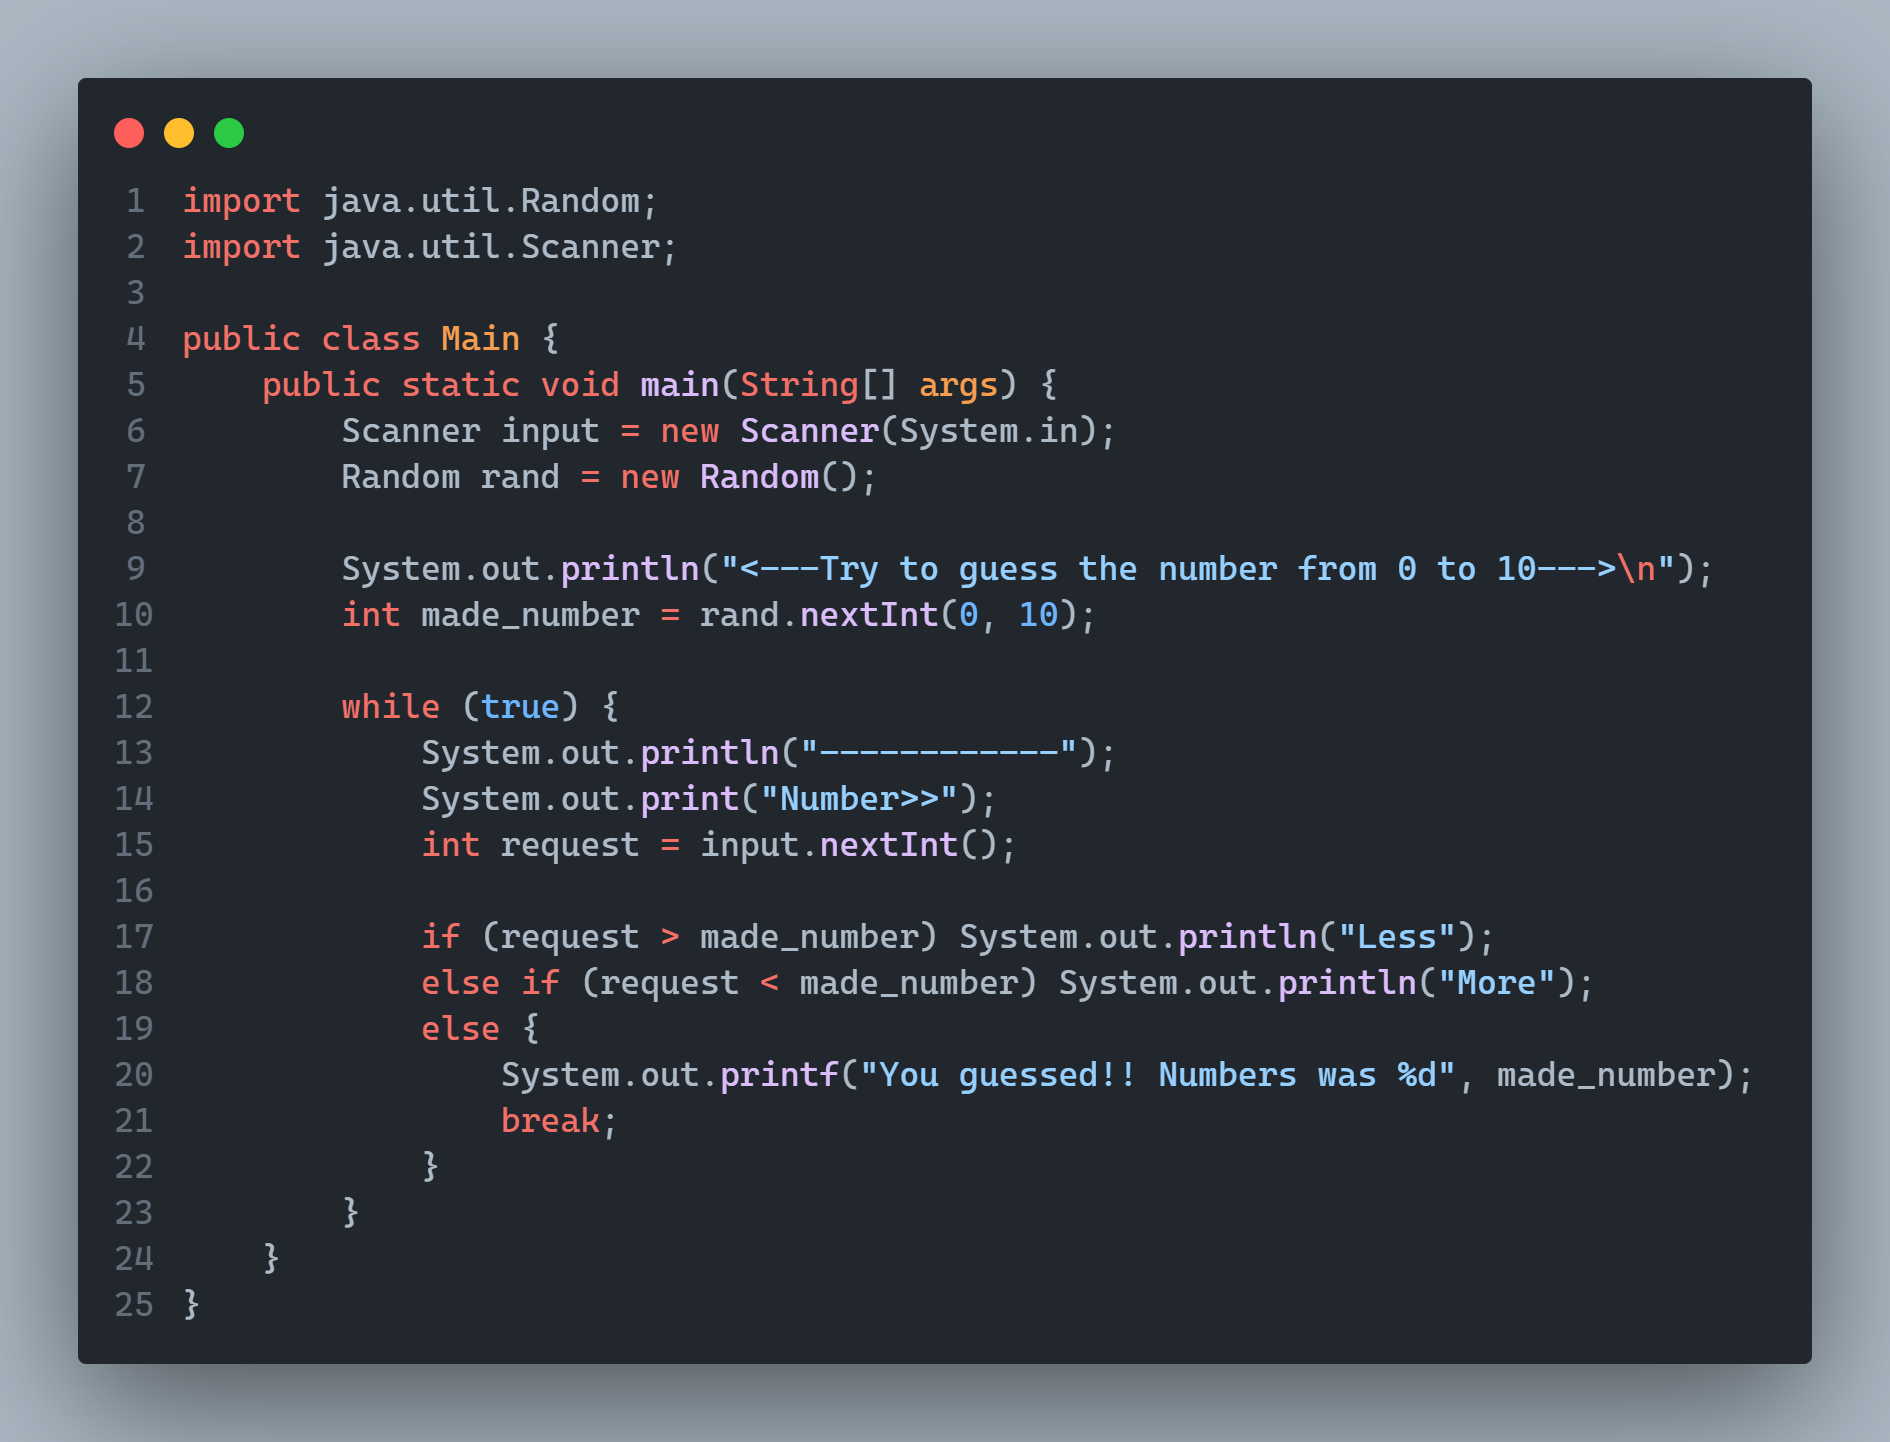 1 import java.util.Random;
2 import java.util.Scanner;
3
4 public class Main {
5     public static void main(String[] args) {
6         Scanner input = new Scanner(System.in);
7         Random rand = new Random();
8
9         System.out.println("<---Try to guess the number from 0 to 10--->\n");
10         int made_number = rand.nextInt(0, 10);
11
12         while (true) {
13             System.out.println("------------");
14             System.out.print("Number>>");
15             int request = input.nextInt();
16
17             if (request > made_number) System.out.println("Less");
18             else if (request < made_number) System.out.println("More");
19             else {
20                 System.out.printf("You guessed!! Numbers was %d", made_number);
21                 break;
22             }
23         }
24     }
25 }